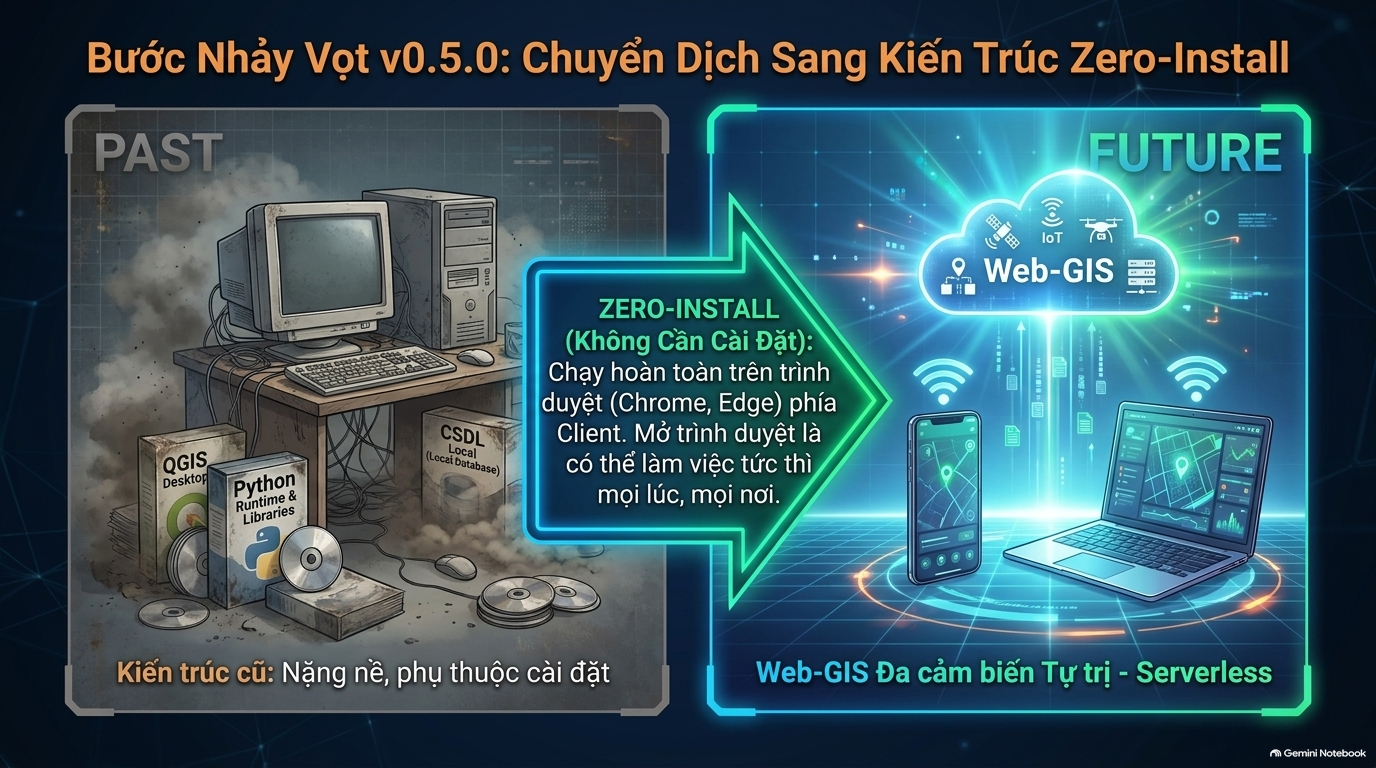 Bước Nhảy Vọt v0.5.0: Chuyển Dịch Sang Kiến Trúc Zero-Install
PAST
QGIS
Desktop
Python
Runtime &
Libraries
CSDL
Local
(Local Database)
Kiến trúc cũ: Nặng nề, phụ thuộc cài đặt
ZERO-INSTALL
(Không Cần Cài Đặt):
Chạy hoàn toàn trên trình
duyệt (Chrome, Edge) phía
Client. Mở trình duyệt là
có thể làm việc tức thì
mọi lúc, mọi nơi.
FUTURE
IoT
Web-GIS
Web-GIS Đa cảm biến Tự trị - Serverless
Gemini Notebook